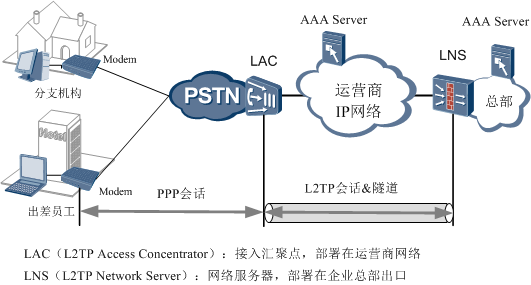 AAA Server
AAA Server
Modem
LAC
LNS
分支机构
PSTN
运营商
IP网络
总部
Hotel
Modem
出差员工
PPP会话
L2TP会话&隧道
LAC（L2TP Access Concentrator）：接入汇聚点，部署在运营商网络
LNS（L2TP Network Server）：网络服务器，部署在企业总部出口